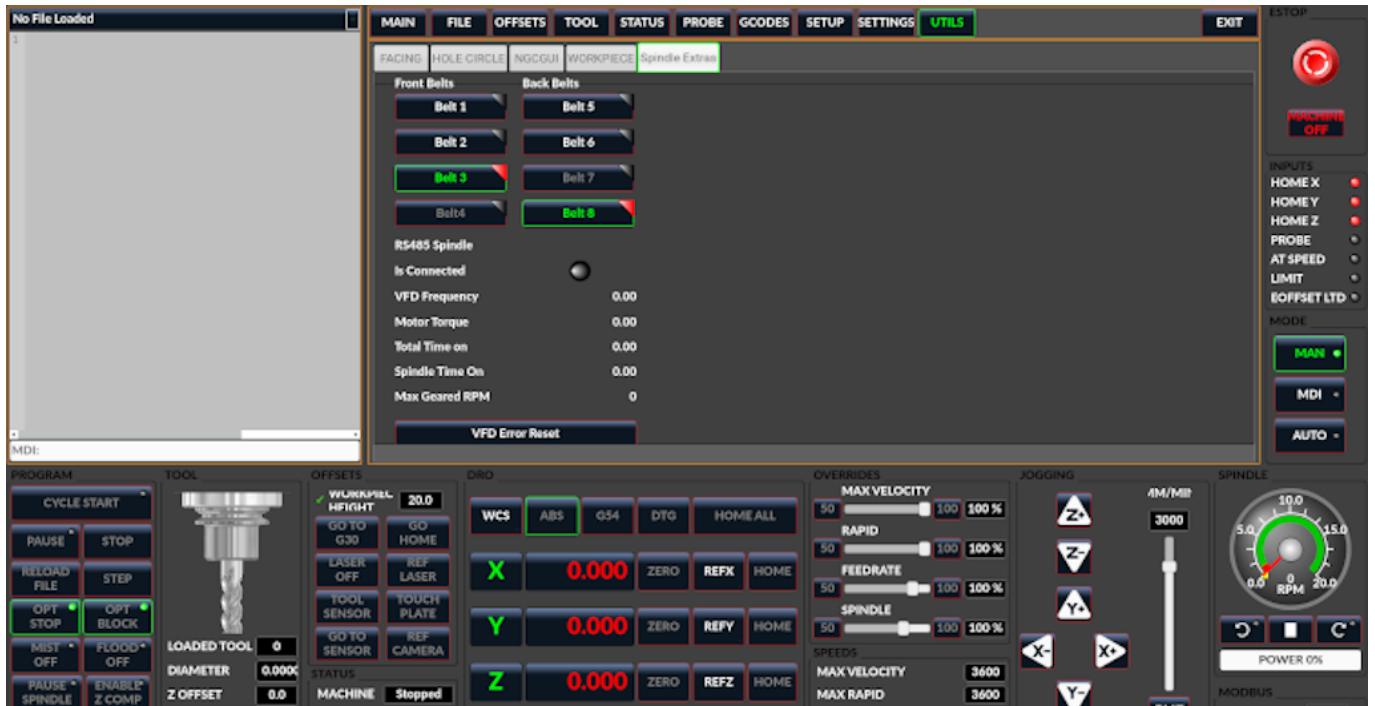 No File Loaded
1
MDI:
MAIN FILE OFFSETS TOOL STATUS PROBE GCODES SETUP SETTINGS UTILS EXIT
FACING HOLE CIRCLE NGCGUI WORKPIECE Spindle Extras
Front Belts Back Belts
Belt 1 Belt 5
Belt 2 Belt 6
Belt 3 Belt 7
Belt4 Belt 8
RS485 Spindle
Is Connected
VFD Frequency 0.00
Motor Torque 0.00
Total Time on 0.00
Spindle Time On 0.00
Max Geared RPM 0
VFD Error Reset
ESTOP
MACHINE
OFF
INPUTS
HOME X
HOME Y
HOME Z
PROBE
AT SPEED
LIMIT
EOFFSET LTD
MODE
MAN
MDI
AUTO
PROGRAM
CYCLE START
PAUSE STOP
RELOAD
FILE
STEP
OPT
STOP
OPT
BLOCK
MIST
OFF
FLOOD
OFF
PAUSE
SPINDLE
ENABLE
Z COMP
TOOL
LOADED TOOL 0
DIAMETER 0.0000
Z OFFSET 0.0
OFFSETS
HEIGHT 20.0
GO TO
G30
GO
HOME
LASER
OFF
REF
LASER
TOOL
SENSOR
TOUCH
PLATE
GO TO
SENSOR
REF
CAMERA
STATUS
MACHINE Stopped
DRO
WCS ABS G54 DTG HOME ALL
X 0.000 ZERO REFX HOME
Y 0.000 ZERO REFY HOME
Z 0.000 ZERO REFZ HOME
OVERRIDES
MAX VELOCITY
50 100 100 %
RAPID
50 100 100 %
FEEDRATE
50 100 100 %
SPINDLE
50 100 100 %
SPEEDS
MAX VELOCITY 3600
MAX RAPID 3600
JOGGING
Z+
Z-
Y+
X- X+
Y-
3000
SPINDLE
10.0
5.0 15.0
0.0 0 20.0
RPM
POWER 0%
MODBUS